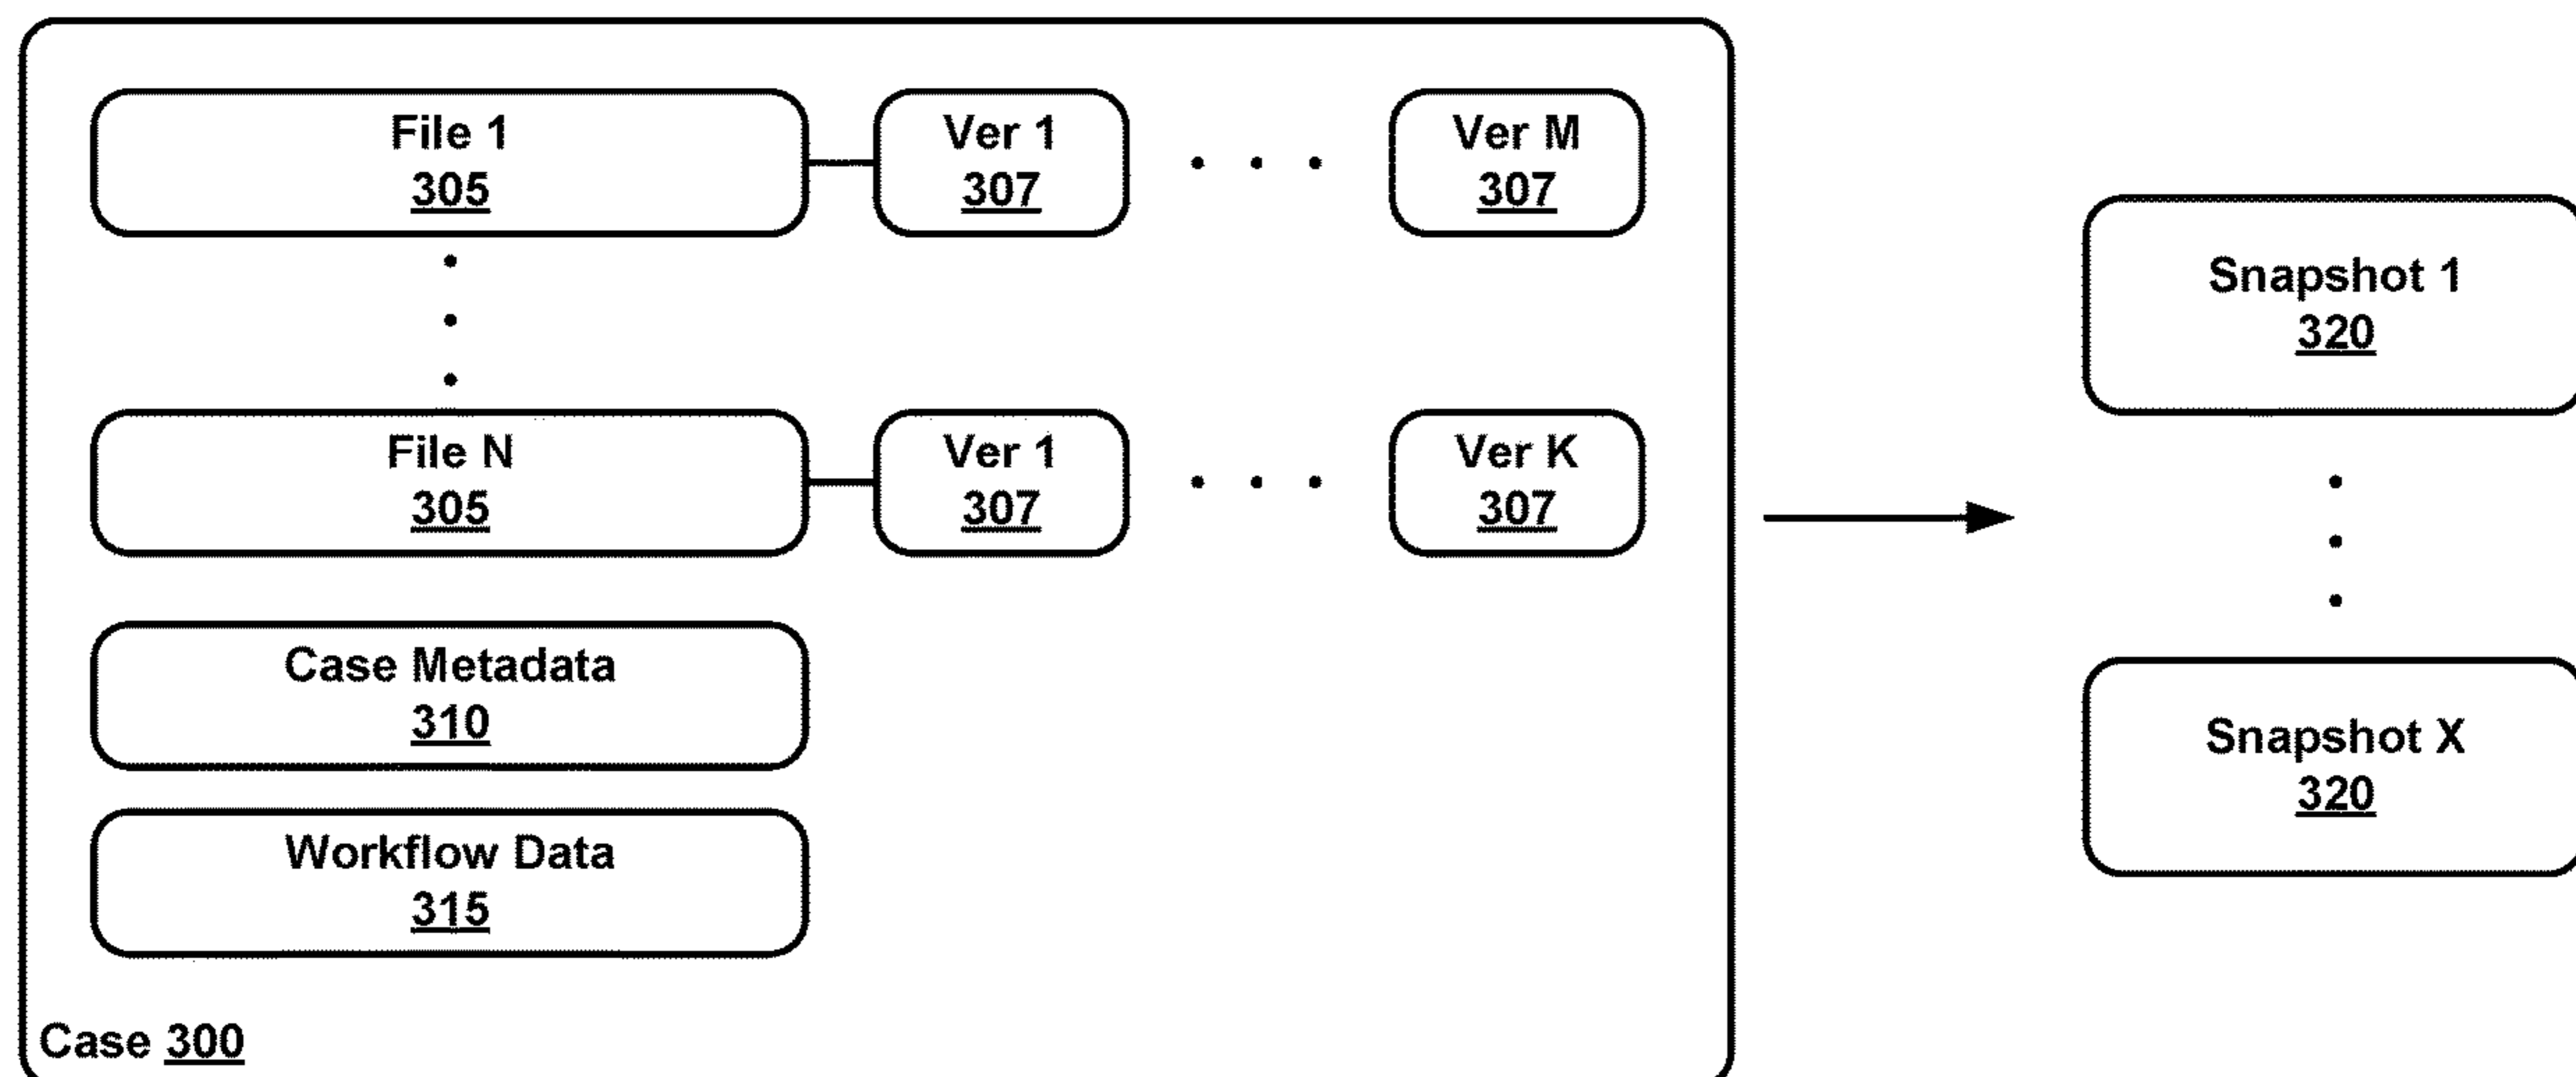 File 1
305
Ver 1
307
Ver M
307
File N
305
Ver 1
307
Ver K
307
Case Metadata
310
Workflow Data
315
Case 300
Snapshot 1
320
Snapshot X
320